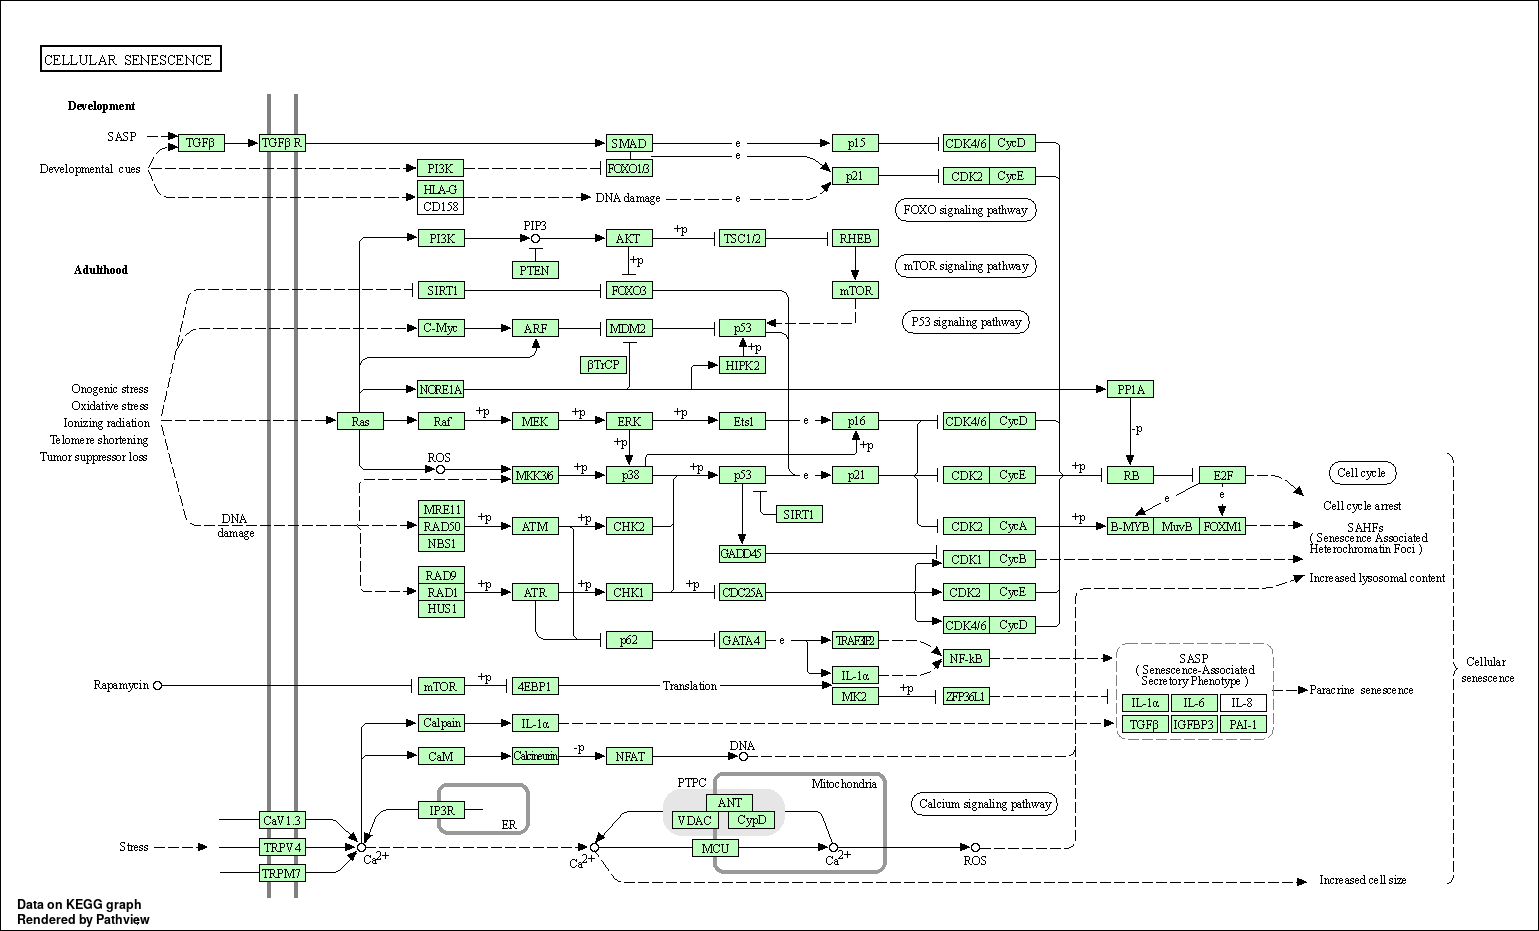 CELLULAR SENESCENCE
Development
SASP
TGFβ
TGFβ R
SMAD
e
p15
CDK4/6 CycD
e
Developmental cues
PI3K
FOXO1/3
p21
CDK2 CycE
HLA-G
CD158
DNA damage
e
FOXO signaling pathway
PIP3
PI3K
AKT
+p
TSC1/2
RHEB
Adulthood
PTEN
+p
mTOR signaling pathway
SIRT1
FOXO3
mTOR
C-Myc
ARF
MDM2
p53
P53 signaling pathway
+p
βTrCP
HIPK2
Onogenic stress
Oxidative stress
Ionizing radiation
Telomere shortening
Tumor suppressor loss
NORE1A
PP1A
Ras
Raf
+p
MEK
+p
ERK
+p
Ets1
e
p16
CDK4/6 CycD
-p
+p
+p
ROS
MKK3/6
+p
p38
+p
p53
e
p21
CDK2 CycE
+p
RB
E2F
Cell cycle
e
e
Cell cycle arrest
DNA
damage
MRE11
RAD50
NBS1
+p
ATM
+p
CHK2
SIRT1
CDK2 CycA
+p
B-MYB MuvB FOXM1
SAHFs
( Senescence Associated
Heterochromatin Foci )
GADD45
CDK1 CycB
RAD9
RAD1
HUS1
+p
ATR
+p
CHK1
+p
CDC25A
CDK2 CycE
Increased lysosomal content
CDK4/6 CycD
p62
GATA4
e
TRAF3IP2
NF-kB
IL-1α
SASP
( Senescence-Associated
Secretory Phenotype )
IL-1α IL-6 IL-8
TGFβ IGFBP3 PAI-1
Cellular
senescence
Paracrine senescence
Rapamycin
mTOR
+p
4EBP1
Translation
MK2
+p
ZFP36L1
Calpain
IL-1α
CaM
Calcineurin
-p
NFAT
DNA
PTPC
Mitochondria
ANT
VDAC
CypD
MCU
Ca2+
Calcium signaling pathway
IP3R
ER
CaV1.3
Stress
TRPV4
TRPM7
Ca2+
Ca2+
ROS
Increased cell size
Data on KEGG graph
Rendered by Pathview